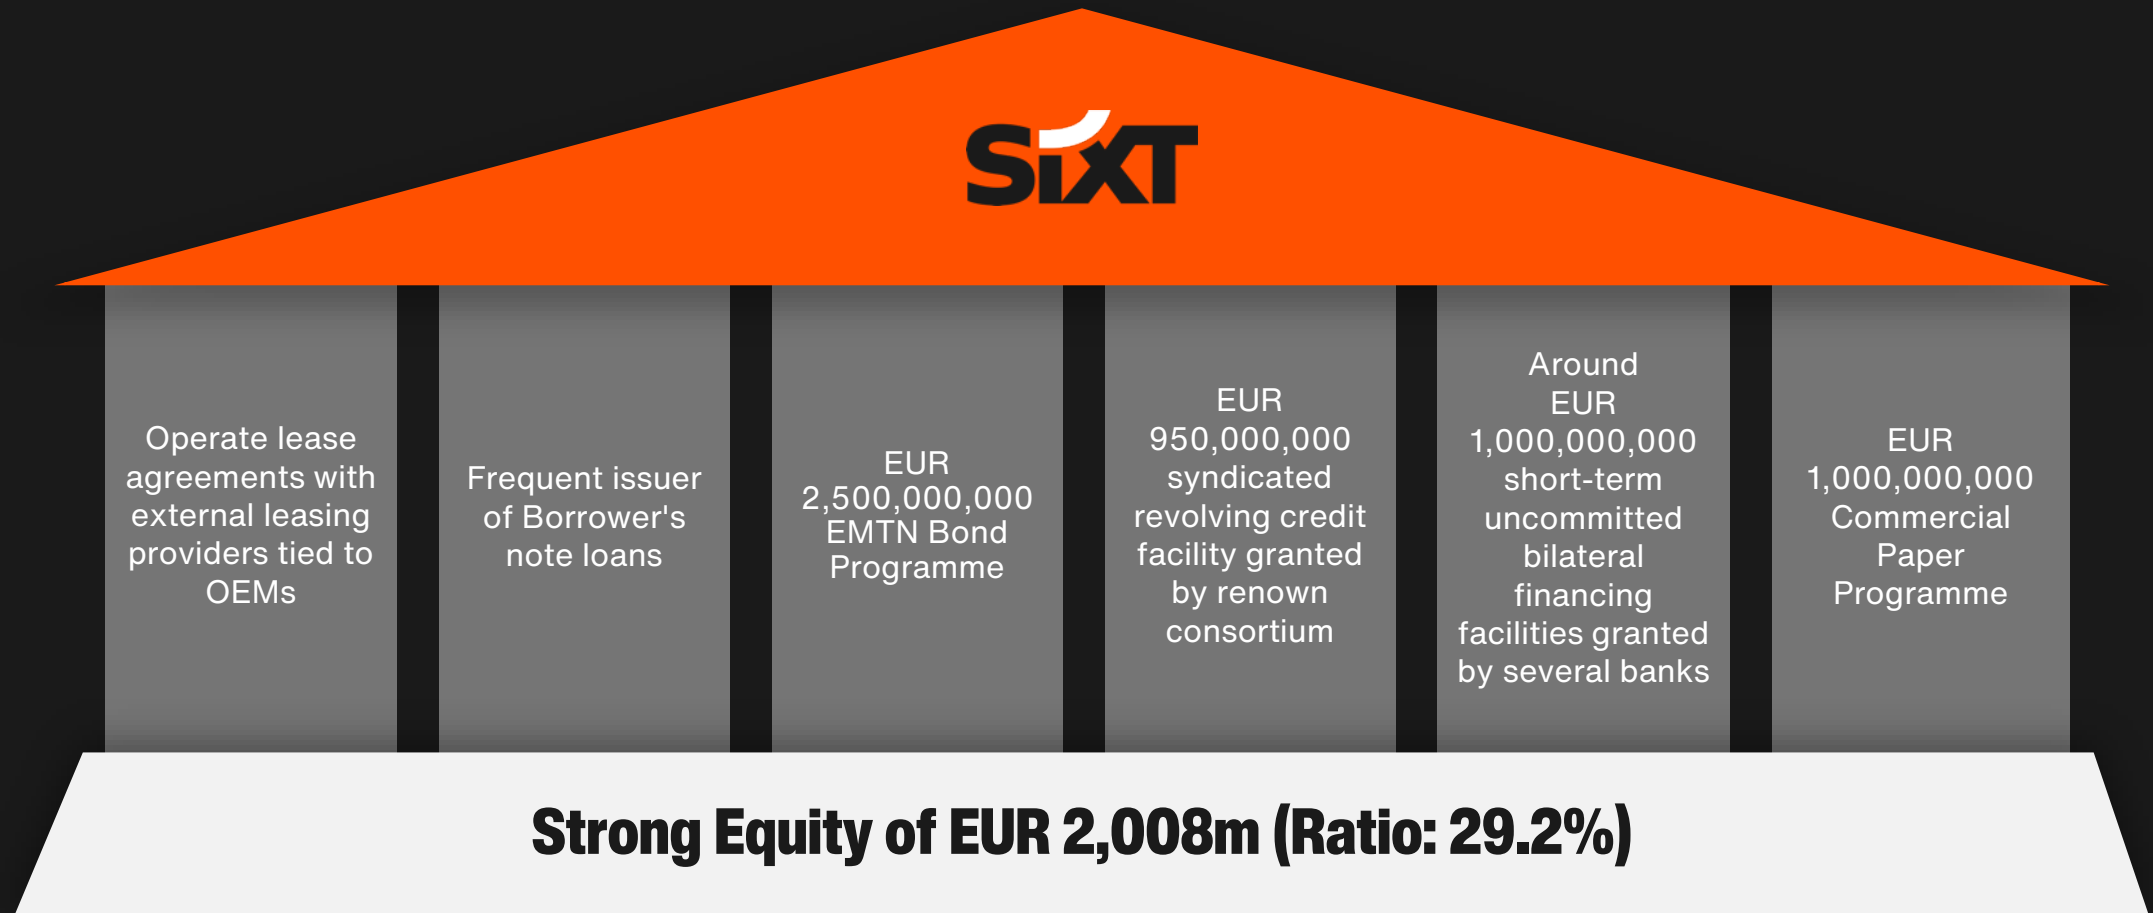 SiXT
Operate lease
agreements with
external leasing
providers tied to
OEMs
Frequent issuer
of Borrower's
note loans
EUR
2,500,000,000
EMTN Bond
Programme
EUR
950,000,000
syndicated
revolving credit
facility granted
by renown
consortium
Around
EUR
1,000,000,000
short-term
uncommitted
bilateral
financing
facilities granted
by several banks
EUR
1,000,000,000
Commercial
Paper
Programme
Strong Equity of EUR 2,008m (Ratio: 29.2%)